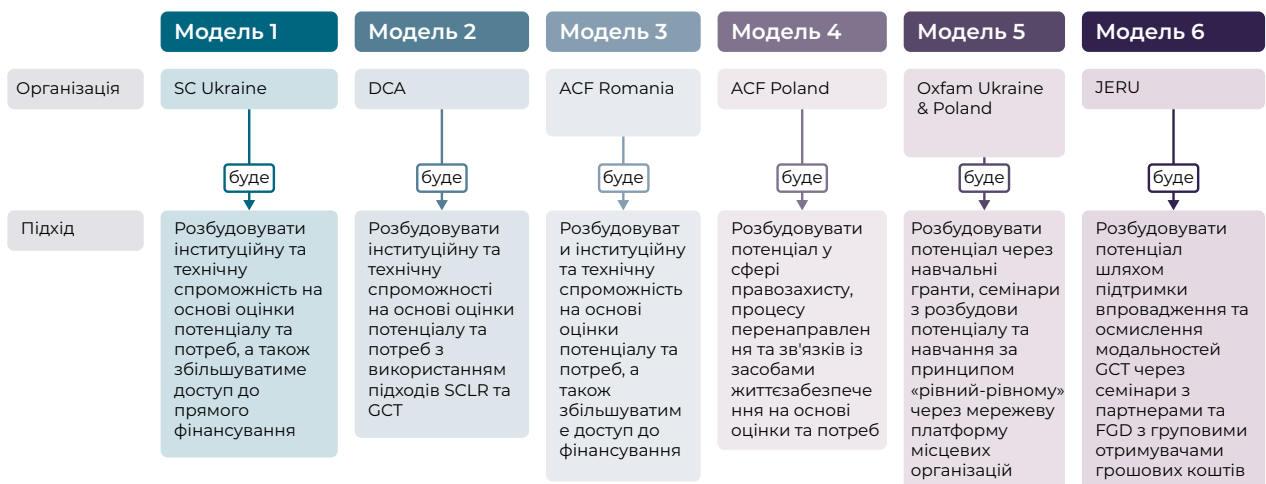 Модель 1
Модель 2
Модель 3
Модель 4
Модель 5
Модель 6
Організація
SC Ukraine
DCA
ACF Romania
ACF Poland
Oxfam Ukraine
& Poland
JERU
буде
буде
буде
буде
буде
буде
Підхід
Розбудовувати
інституційну та
технічну
спроможність на
основі оцінки
потенціалу та
потреб, а також
збільшуватиме
доступ до
прямого
фінансування
Розбудовувати
інституційну та
технічну
спроможності
на основі оцінки
потенціалу та
потреб з
використанням
підходів SCLR та
GCT
Розбудовуват
и інституційну
та технічну
спроможність
на основі
оцінки
потенціалу та
потреб, а
також
збільшуватим
е доступ до
фінансування
Розбудовувати
потенціал у
сфері
правозахисту,
процесу
перенаправлен
ня та зв'язків із
засобами
життєзабезпече
ння на основі
оцінки та потреб
Розбудовувати
потенціал через
навчальні
гранти, семінари
з розбудови
потенціалу та
навчання за
принципом
«рівний-рівному»
через мережеву
платформу
місцевих
організацій
Розбудовувати
потенціал
шляхом
підтримки
впровадження та
осмислення
модальностей
GCT через
семінари з
партнерами та
FGD з груповими
отримувачами
грошових коштів